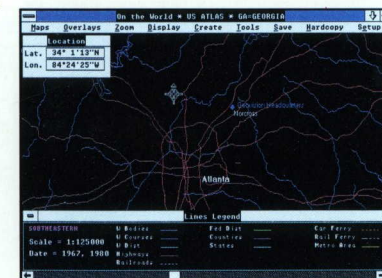 On the World * US ATLAS * GA=GEORGIA
Maps Overlays Zoom Display Create Tools Save Hardcopy Setup
Location
Lat. 34° 1'13"N
Lon. 84°24'25"W
Headquarters
Norcross
Atlanta
Lines Legend
SOUTHEASTERN
Scale = 1:125000
Date = 1967, 1980
W Bodies
W Courses
W Dist
Highways
Railroads
Fed Dist
Counties
States
Car Ferry
Rail Ferry
Metro Area